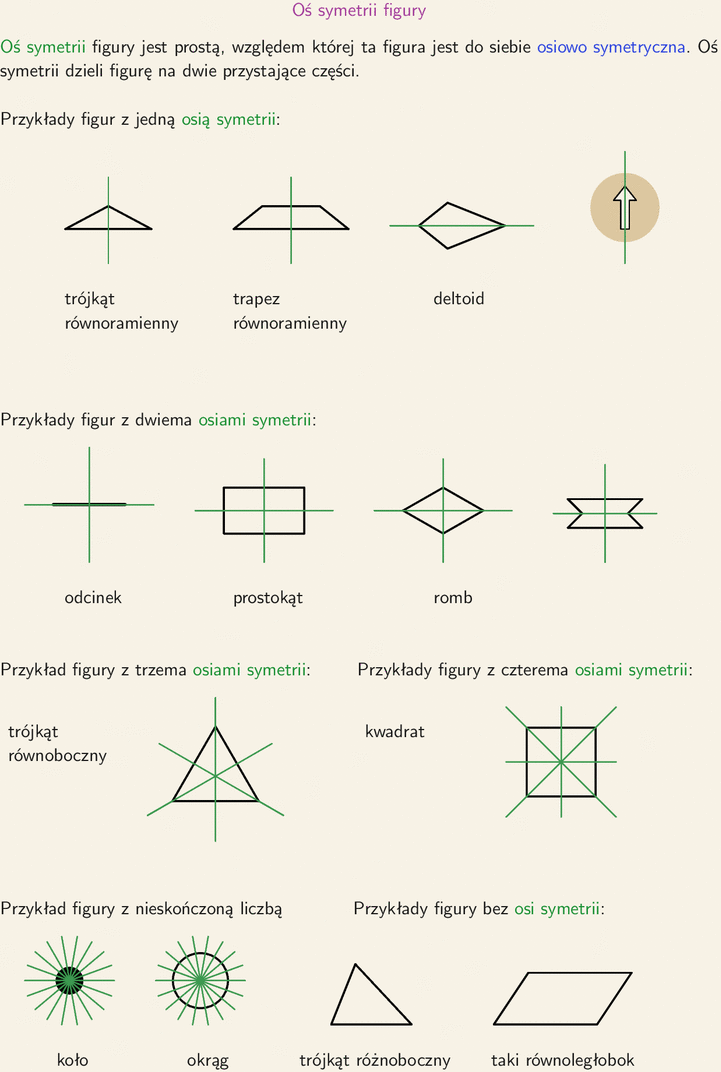 Oś symetrii figury
Oś symetrii figury jest prostą, względem której ta figura jest do siebie osiowo symetryczna. Oś
symetrii dzieli figurę na dwie przystające części.
Przykłady figur z jedną osią symetrii:
trójkąt
równoramienny
trapez
równoramienny
deltoid
Przykłady figur z dwiema osiami symetrii:
odcinek
prostokąt
romb
Przykład figury z trzema osiami symetrii:
trójkąt
równoboczny
Przykłady figury z czterema osiami symetrii:
kwadrat
Przykład figury z nieskończoną liczbą
koło
okrąg
Przykłady figury bez osi symetrii:
trójkąt różnoboczny
taki równoległobok